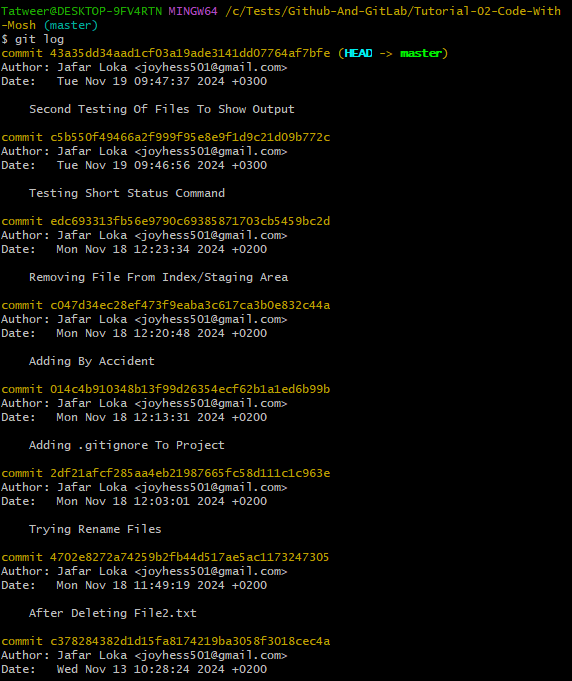 Tatweer@DESKTOP-9FV4RTN MINGW64 /c/Tests/Github-And-GitLab/Tutorial-02-Code-With
-Mosh (master)
$ git log
commit 43a35dd34aad1cf03a19ade3141dd07764af7bfe (HEAD -> master)
Author: Jafar Loka <joyhess501@gmail.com>
Date:   Tue Nov 19 09:47:37 2024 +0300

    Second Testing Of Files To Show Output

commit c5b550f49466a2f999f95e8e9f1d9c21d09b772c
Author: Jafar Loka <joyhess501@gmail.com>
Date:   Tue Nov 19 09:46:56 2024 +0300

    Testing Short Status Command

commit edc693313fb56e9790c69385871703cb5459bc2d
Author: Jafar Loka <joyhess501@gmail.com>
Date:   Mon Nov 18 12:23:34 2024 +0200

    Removing File From Index/Staging Area

commit c047d34ec28ef473f9eaba3c617ca3b0e832c44a
Author: Jafar Loka <joyhess501@gmail.com>
Date:   Mon Nov 18 12:20:48 2024 +0200

    Adding By Accident

commit 014c4b910348b13f99d26354ecf62b1a1ed6b99b
Author: Jafar Loka <joyhess501@gmail.com>
Date:   Mon Nov 18 12:13:31 2024 +0200

    Adding .gitignore To Project

commit 2df21afcf285aa4eb21987665fc58d111c1c963e
Author: Jafar Loka <joyhess501@gmail.com>
Date:   Mon Nov 18 12:03:01 2024 +0200

    Trying Rename Files

commit 4702e8272a74259b2fb44d517ae5ac1173247305
Author: Jafar Loka <joyhess501@gmail.com>
Date:   Mon Nov 18 11:49:19 2024 +0200

    After Deleting File2.txt

commit c378284382d1d15fa8174219ba3058f3018cec4a
Author: Jafar Loka <joyhess501@gmail.com>
Date:   Wed Nov 13 10:28:24 2024 +0200